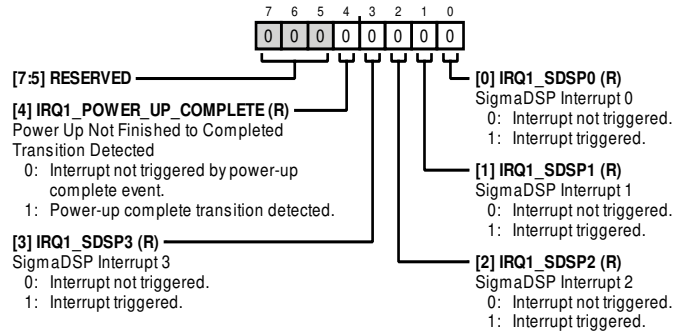 7 6 5 4 3 2 1 0
0 0 0 0 0 0 0 0
[7:5] RESERVED
[4] IRQ1_POWER_UP_COMPLETE (R)
Power Up Not Finished to Completed
Transition Detected
0: Interrupt not triggered by power-up
complete event.
1: Power-up complete transition detected.
[3] IRQ1_SDSP3 (R)
SigmaDSP Interrupt 3
0: Interrupt not triggered.
1: Interrupt triggered.
[0] IRQ1_SDSP0 (R)
SigmaDSP Interrupt 0
0: Interrupt not triggered.
1: Interrupt triggered.
[1] IRQ1_SDSP1 (R)
SigmaDSP Interrupt 1
0: Interrupt not triggered.
1: Interrupt triggered.
[2] IRQ1_SDSP2 (R)
SigmaDSP Interrupt 2
0: Interrupt not triggered.
1: Interrupt triggered.